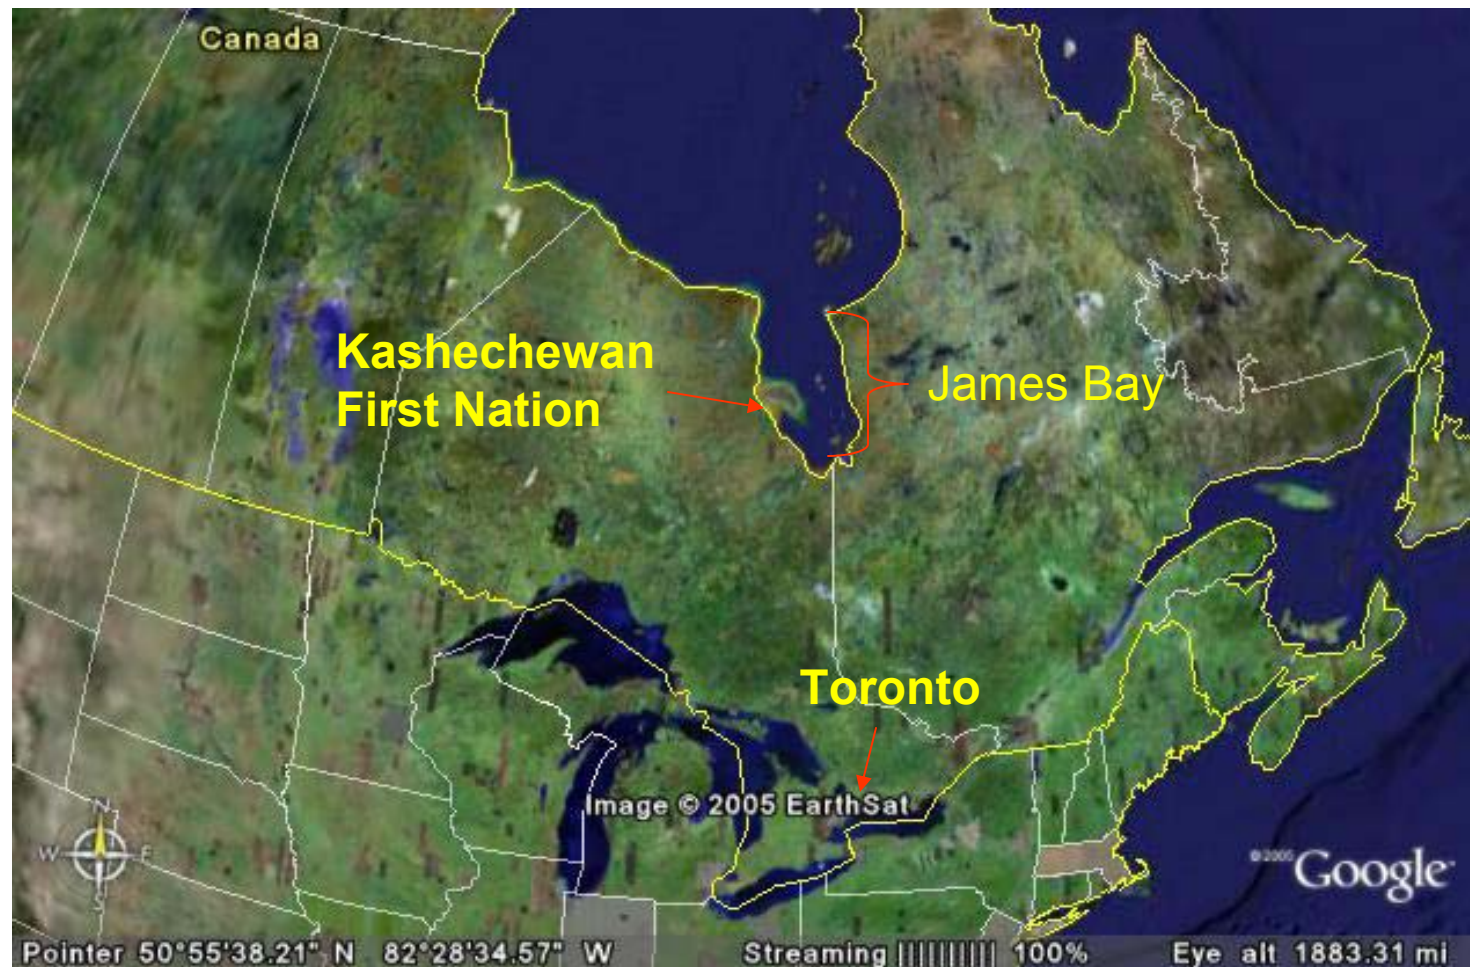 Canada
Kashechewan
First Nation
James Bay
Toronto
Image © 2005 EarthSat
N
W E
S
©2005 Google
Pointer 50°55'38.21" N 82°28'34.57" W Streaming |||||||||| 100% Eye alt 1883.31 mi